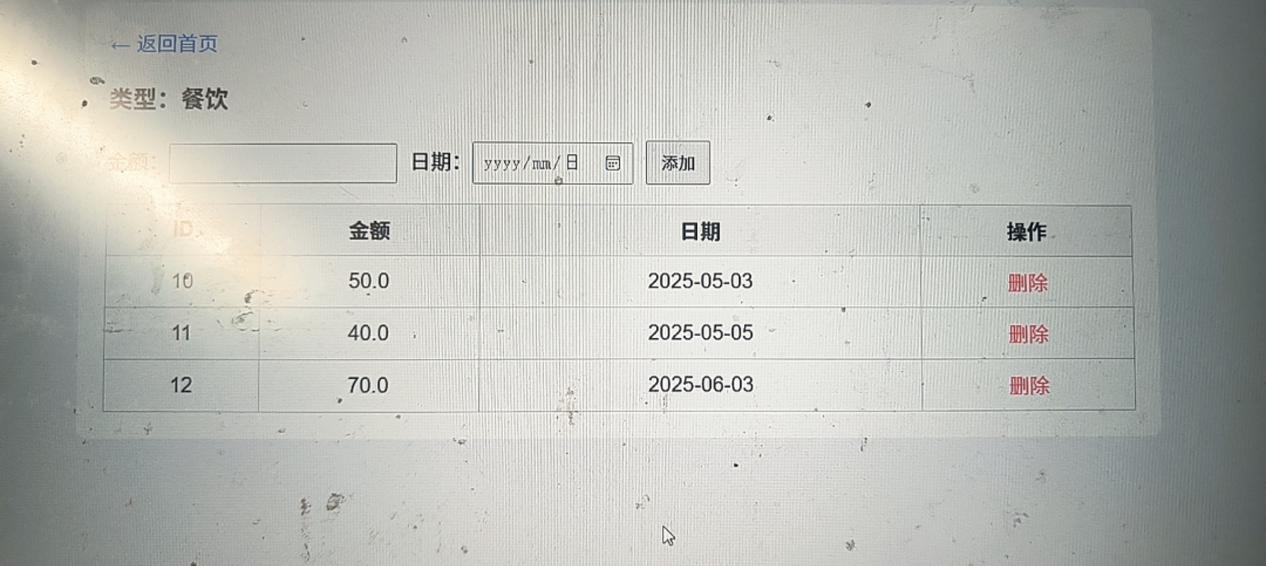 ← 返回首页
类型：餐饮
金额： 日期： yyyy/mm/日 添加
ID 金额 日期 操作
10 50.0 2025-05-03 删除
11 40.0 2025-05-05 删除
12 70.0 2025-06-03 删除